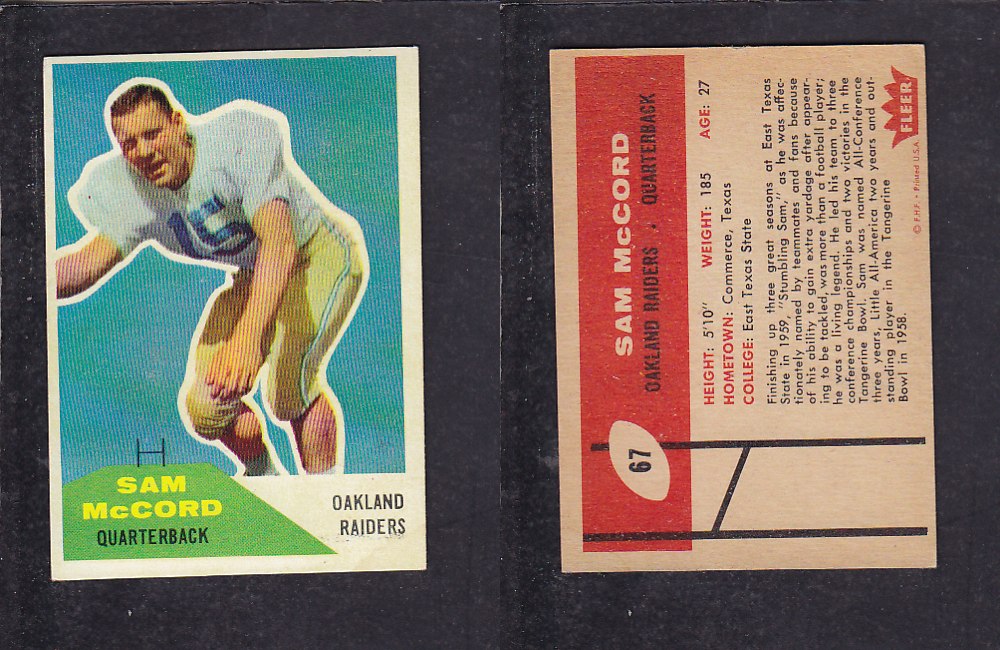 15
SAM
McCORD
QUARTERBACK
OAKLAND
RAIDERS
67
SAM McCORD
OAKLAND RAIDERS • QUARTERBACK
HEIGHT: 5'10" WEIGHT: 185 AGE: 27
HOMETOWN: Commerce, Texas
COLLEGE: East Texas State
Finishing up three great seasons at East Texas
State in 1959, "Stumbling Sam," as he was affec-
tionately named by teammates and fans because
of his ability to gain extra yardage after appear-
ing to be tackled, was more than a football player;
he was a living legend. He led his team to three
conference championships and two victories in the
Tangerine Bowl. Sam was named All-Conference
three years, Little All-America two years and out-
standing player in the Tangerine
Bowl in 1958.
© F.H.F. • Printed U.S.A.
FLEER